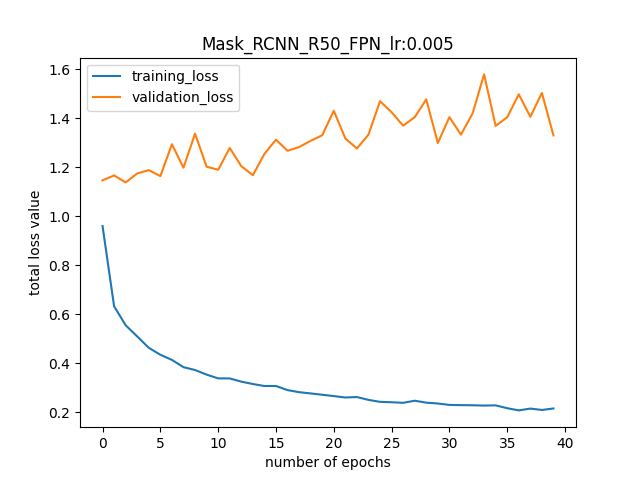 Mask_RCNN_R50_FPN_lr:0.005
training_loss
validation_loss
total loss value
1.6
1.4
1.2
1.0
0.8
0.6
0.4
0.2
0 5 10 15 20 25 30 35 40
number of epochs